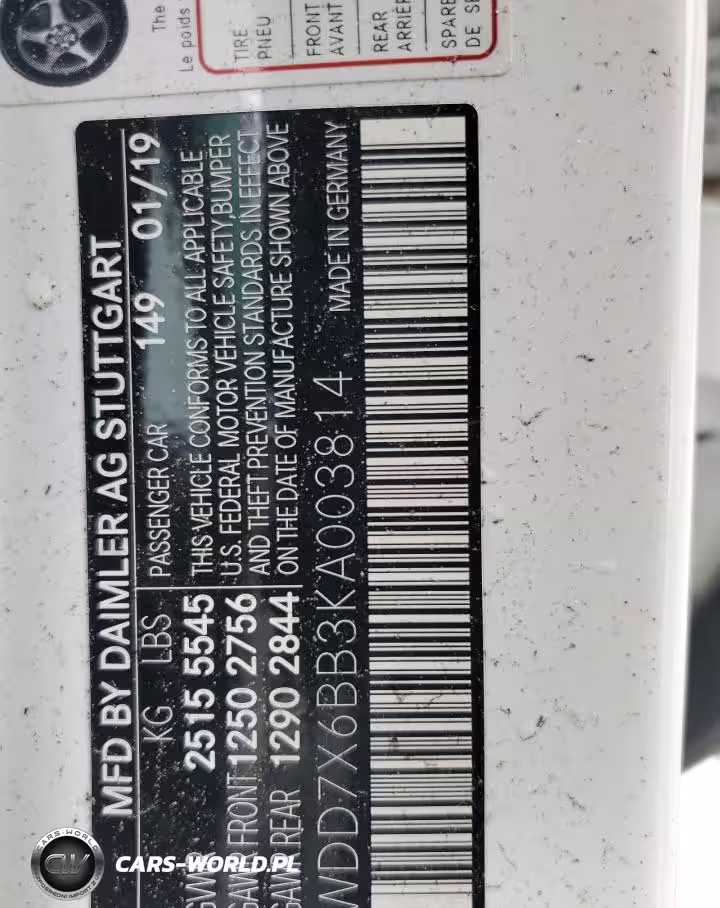 The
Le poids
TIRE
PNEU
FRONT
AVANT
REAR
SPARE
MFD BY DAIMLER AG STUTTGART
KG LBS PASSENGER CAR 149 01/19
2515 5545 THIS VEHICLE CONFORMS TO ALL APPLICABLE
FRONT 1250 2756 U.S. FEDERAL MOTOR VEHICLE SAFETY,BUMPER
REAR 1290 2844 AND THEFT PREVENTION STANDARDS IN EFFECT
ON THE DATE OF MANUFACTURE SHOWN ABOVE
WDD7X6BB3KA003814 MADE IN GERMANY
CARS-WORLD
CW
CARS-WORLD.PL